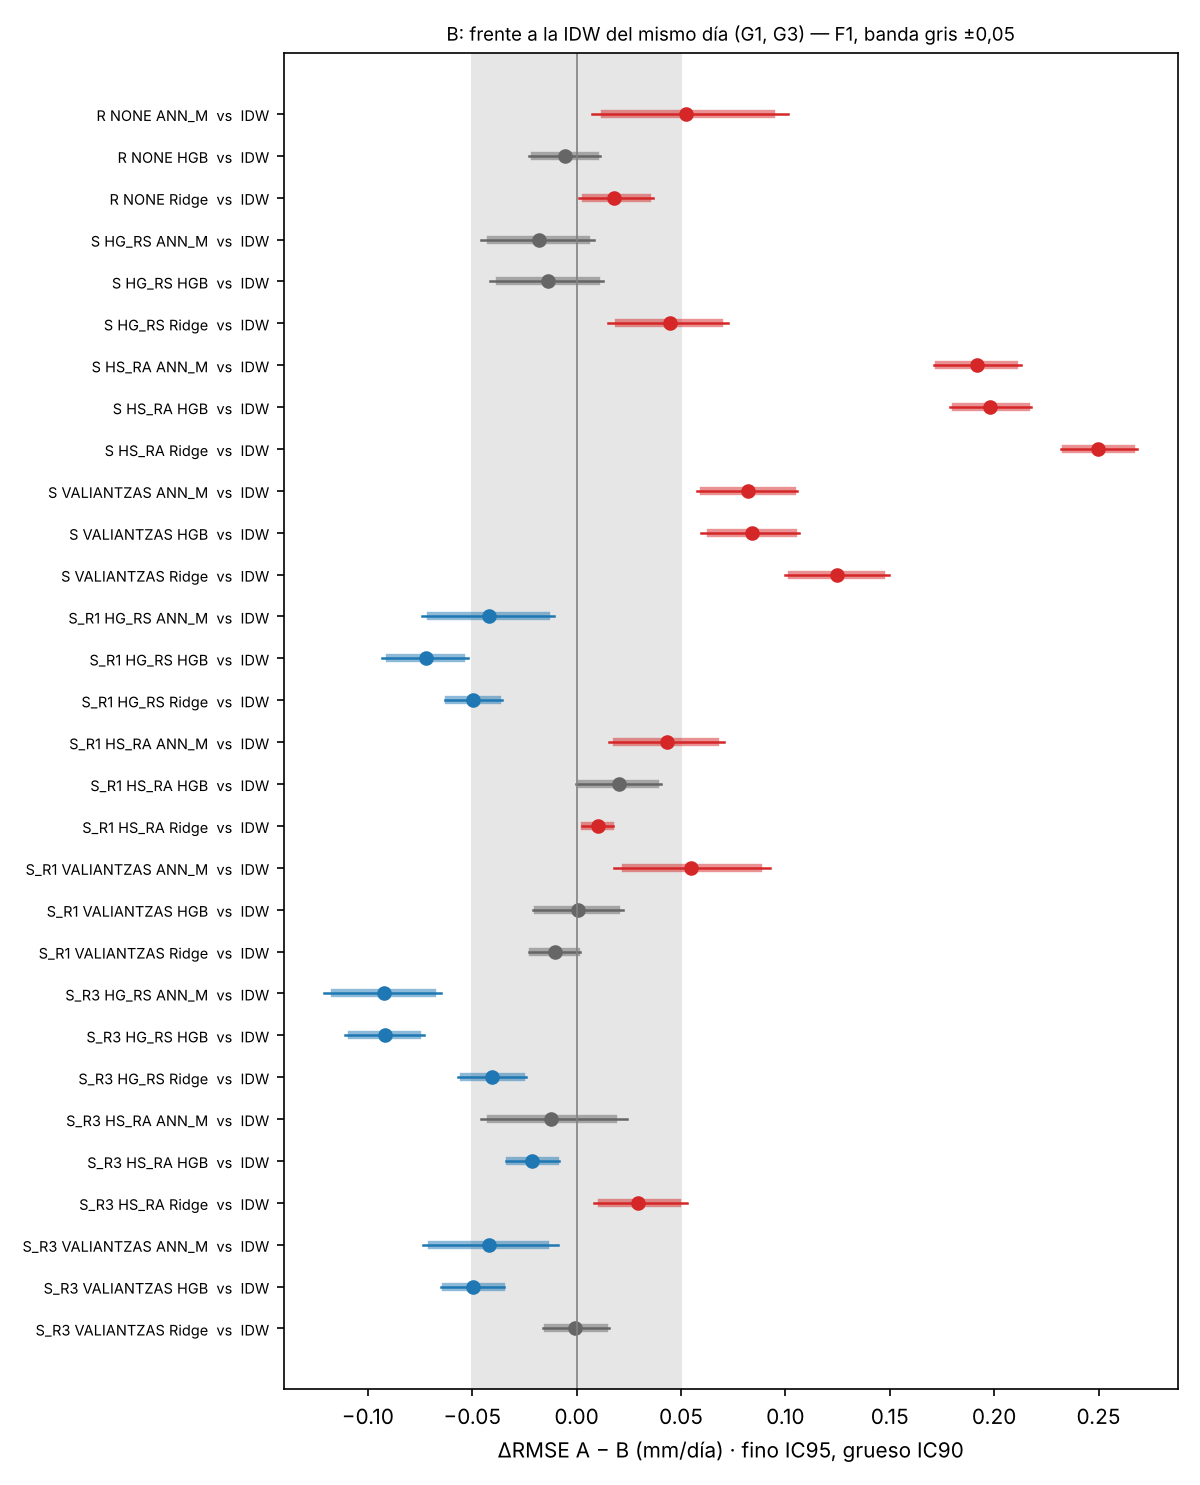 B: frente a la IDW del mismo día (G1, G3) — F1, banda gris ±0,05
R NONE ANN_M vs IDW
R NONE HGB vs IDW
R NONE Ridge vs IDW
S HG_RS ANN_M vs IDW
S HG_RS HGB vs IDW
S HG_RS Ridge vs IDW
S HS_RA ANN_M vs IDW
S HS_RA HGB vs IDW
S HS_RA Ridge vs IDW
S VALIANTZAS ANN_M vs IDW
S VALIANTZAS HGB vs IDW
S VALIANTZAS Ridge vs IDW
S_R1 HG_RS ANN_M vs IDW
S_R1 HG_RS HGB vs IDW
S_R1 HG_RS Ridge vs IDW
S_R1 HS_RA ANN_M vs IDW
S_R1 HS_RA HGB vs IDW
S_R1 HS_RA Ridge vs IDW
S_R1 VALIANTZAS ANN_M vs IDW
S_R1 VALIANTZAS HGB vs IDW
S_R1 VALIANTZAS Ridge vs IDW
S_R3 HG_RS ANN_M vs IDW
S_R3 HG_RS HGB vs IDW
S_R3 HG_RS Ridge vs IDW
S_R3 HS_RA ANN_M vs IDW
S_R3 HS_RA HGB vs IDW
S_R3 HS_RA Ridge vs IDW
S_R3 VALIANTZAS ANN_M vs IDW
S_R3 VALIANTZAS HGB vs IDW
S_R3 VALIANTZAS Ridge vs IDW
−0.10 −0.05 0.00 0.05 0.10 0.15 0.20 0.25
ΔRMSE A − B (mm/día) · fino IC95, grueso IC90